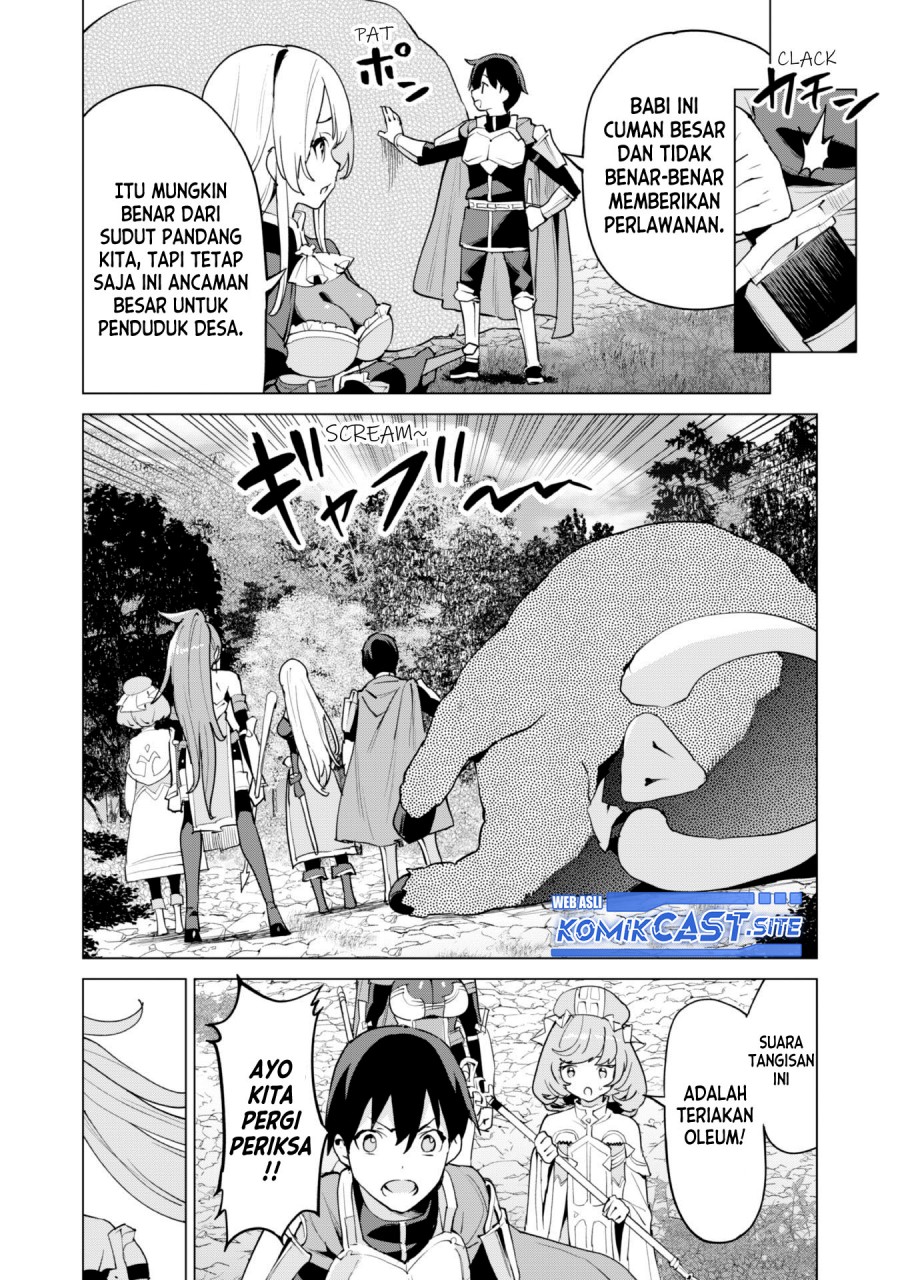 CLACK
カチン
BABI INI
CUMAN BESAR
DAN TIDAK
BENAR-BENAR
MEMBERIKAN
PERLAWANAN.
PAT
ポン
ITU MUNGKIN
BENAR DARI
SUDUT PANDANG
KITA, TAPI TETAP
SAJA INI ANCAMAN
BESAR UNTUK
PENDUDUK DESA.
SCREAM~
ギャブ~~
WEB ASLI
KOMIKCAST.SITE
SUARA
TANGISAN
INI
ADALAH
TERIAKAN
OLEUM!
AYO
KITA
PERGI
PERIKSA
!!